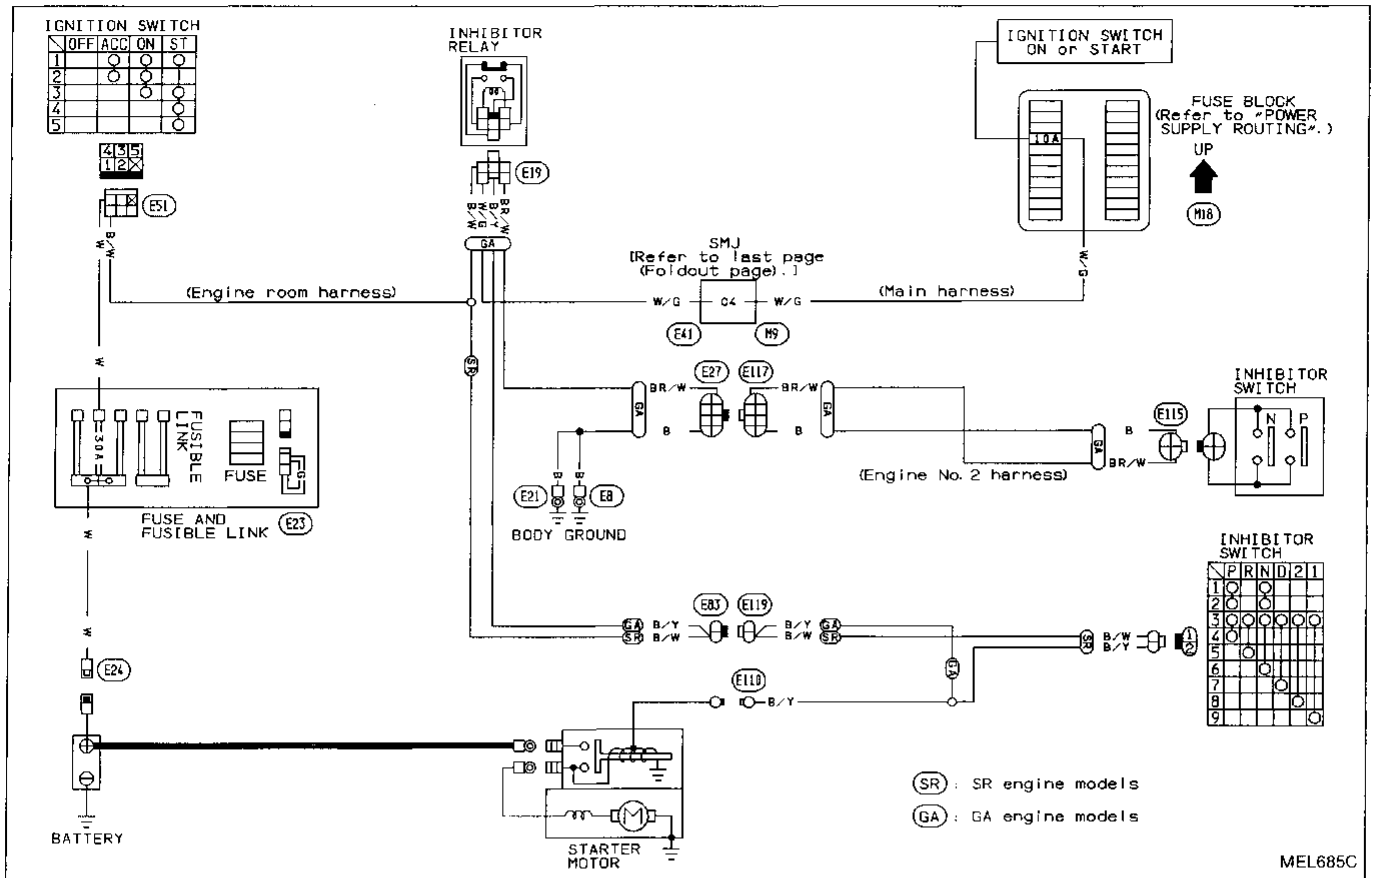 IGNITION SWITCH
OFF ACC ON ST
1
2
3
4
5
4 3 5
1 2
E51
W
B/W
(Engine room harness)
W
INHIBITOR
RELAY
E19
B/W
W/G
B/Y
BR/W
GA
SR
IGNITION SWITCH
ON or START
10A
FUSE BLOCK
(Refer to "POWER
SUPPLY ROUTING".)
UP
M18
W/G
SMJ
[Refer to last page
(Foldout page).]
W/G C4 W/G
(Main harness)
E41 M9
30A
FUSIBLE
LINK
FUSE
G
FUSE AND
FUSIBLE LINK
E23
W
W
E24
BATTERY
E27 E117
GA BR/W BR/W GA
B B
B B
E21 E8
BODY GROUND
(Engine No. 2 harness)
GA
B
BR/W
E115
INHIBITOR
SWITCH
N P
E83 E119
GA B/Y B/Y GA
SR B/W B/W SR
GA
SR
B/W
B/Y
1
2
E110
B/Y
INHIBITOR
SWITCH
P R N D 2 1
1
2
3
4
5
6
7
8
9
M
STARTER
MOTOR
SR : SR engine models
GA : GA engine models
MEL685C